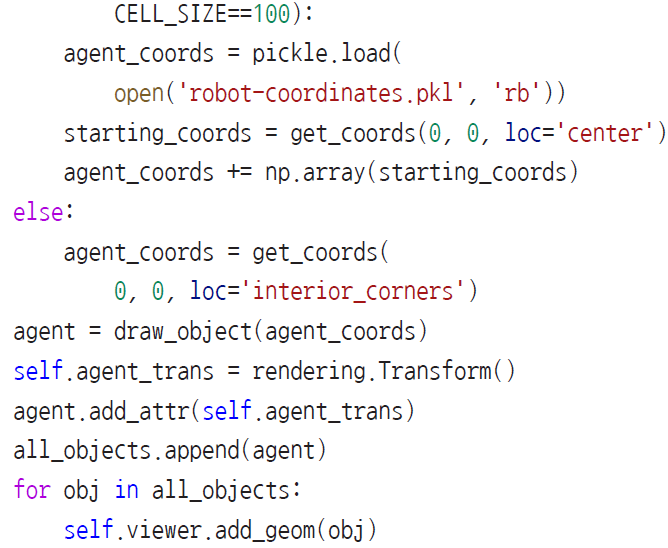 CELL_SIZE==100):
    agent_coords = pickle.load(
        open('robot-coordinates.pkl', 'rb'))
    starting_coords = get_coords(0, 0, loc='center')
    agent_coords += np.array(starting_coords)
else:
    agent_coords = get_coords(
        0, 0, loc='interior_corners')
agent = draw_object(agent_coords)
self.agent_trans = rendering.Transform()
agent.add_attr(self.agent_trans)
all_objects.append(agent)
for obj in all_objects:
    self.viewer.add_geom(obj)